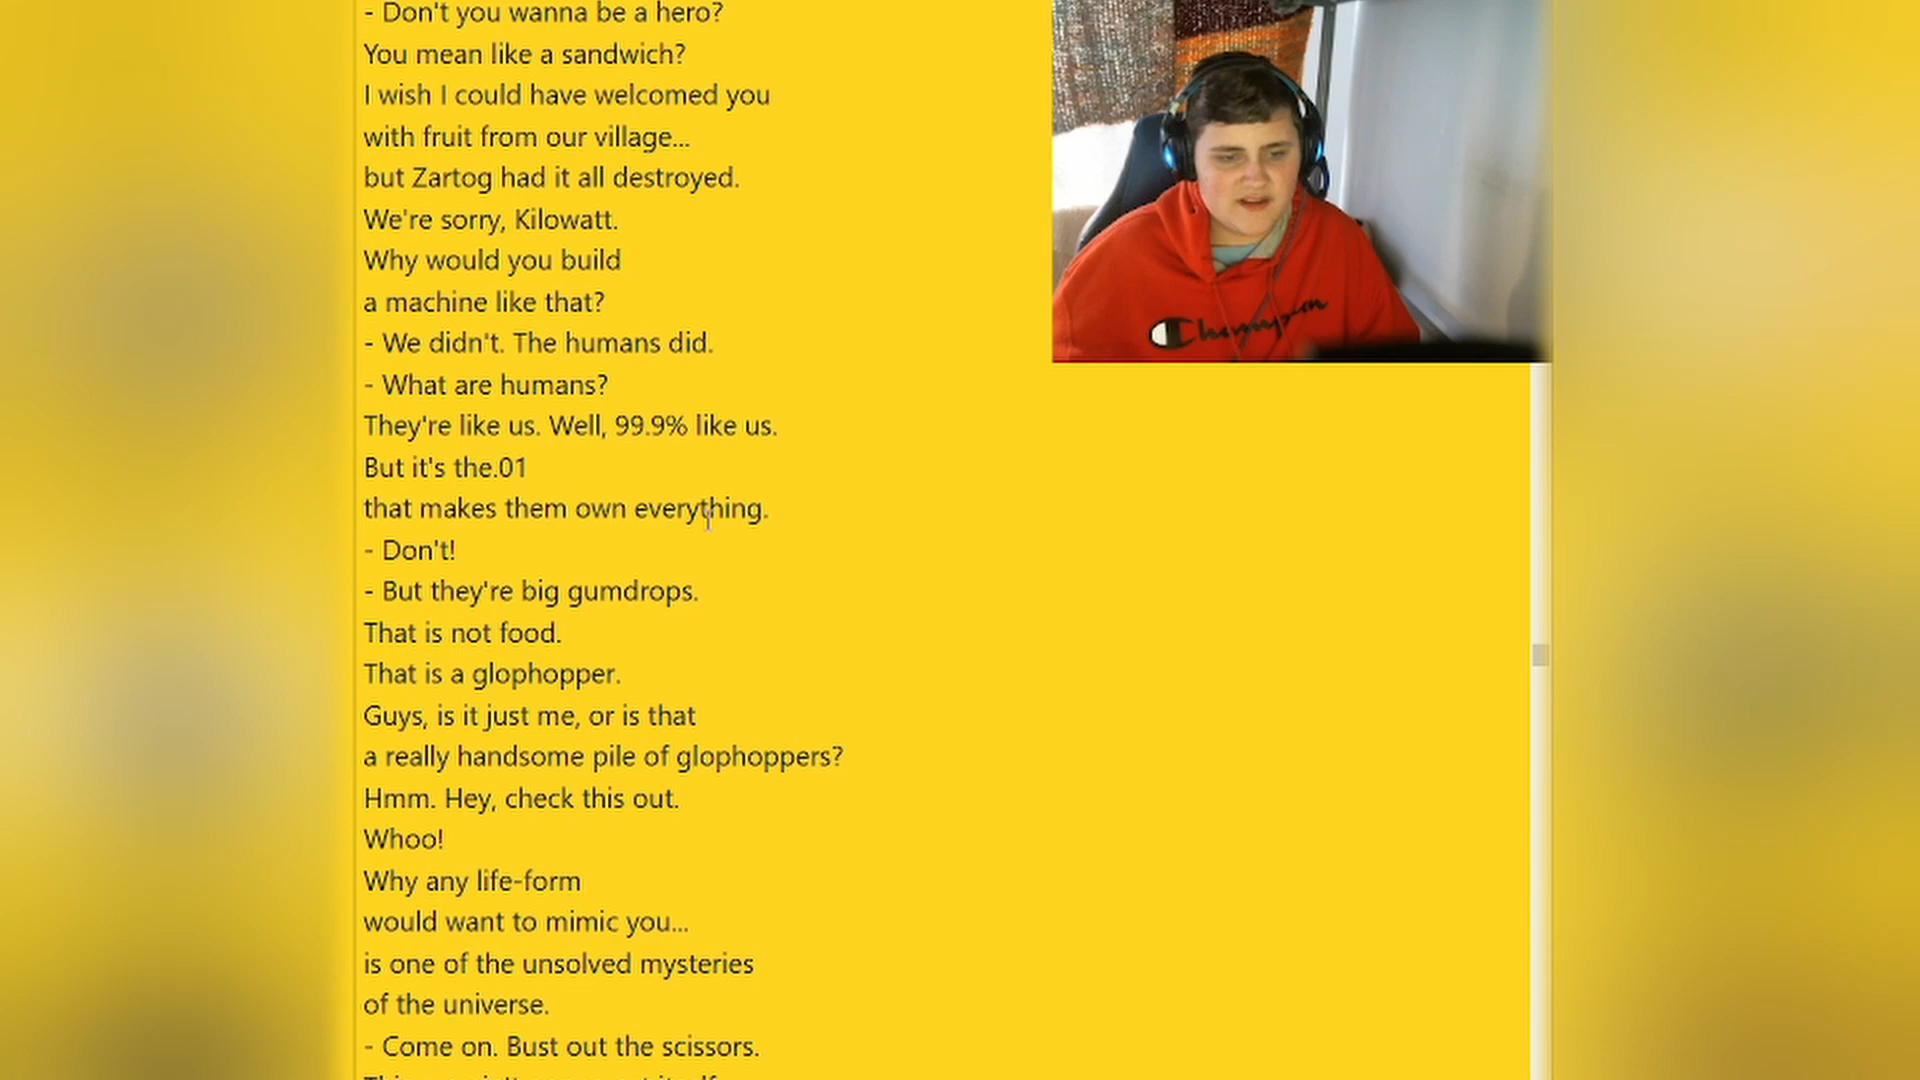 - Don't you wanna be a hero?
You mean like a sandwich?
I wish I could have welcomed you
with fruit from our village...
but Zartog had it all destroyed.
We're sorry, Kilowatt.
Why would you build
a machine like that?
- We didn't. The humans did.
- What are humans?
They're like us. Well, 99.9% like us.
But it's the.01
that makes them own everything.
- Don't!
- But they're big gumdrops.
That is not food.
That is a glophopper.
Guys, is it just me, or is that
a really handsome pile of glophoppers?
Hmm. Hey, check this out.
Whoo!
Why any life-form
would want to mimic you...
is one of the unsolved mysteries
of the universe.
- Come on. Bust out the scissors.
Champion